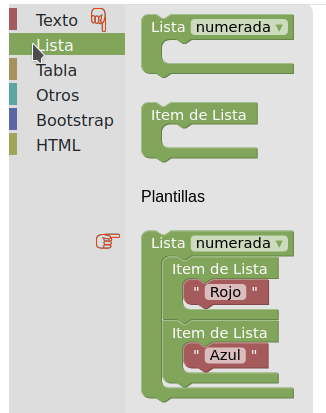 Texto
Lista
Tabla
Otros
Bootstrap
HTML
Lista numerada ▾
Item de Lista
Plantillas
Lista numerada ▾
Item de Lista
" Rojo "
Item de Lista
" Azul "